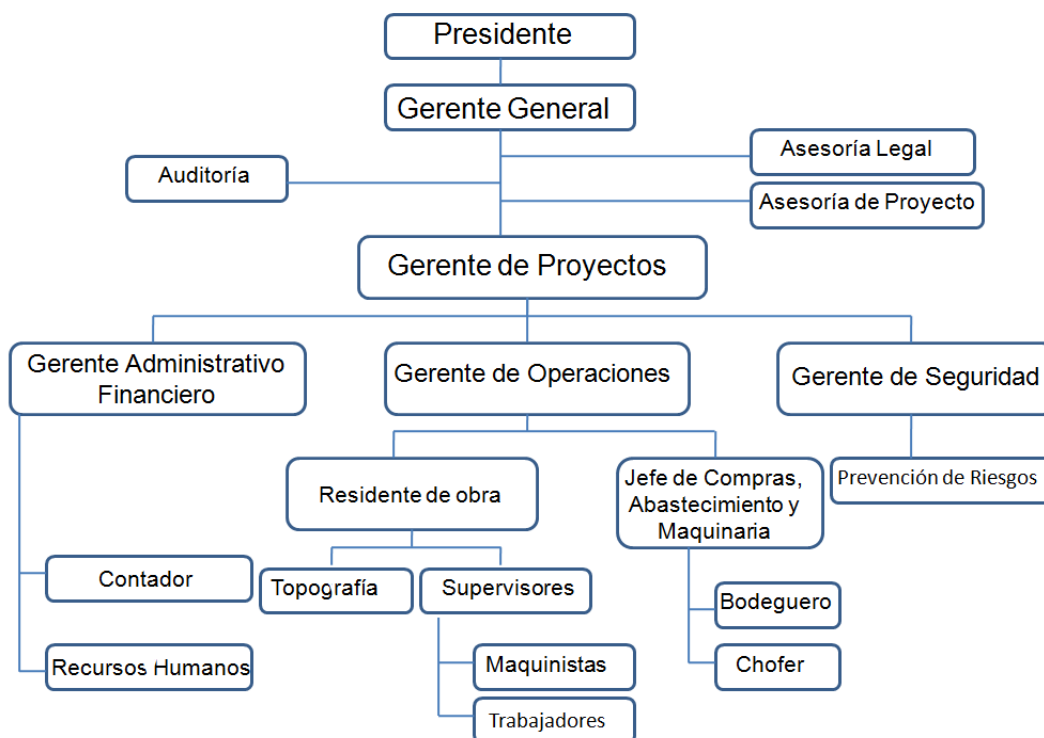 Presidente
Gerente General
Asesoría Legal
Auditoría
Asesoría de Proyecto
Gerente de Proyectos
Gerente Administrativo
Financiero
Gerente de Operaciones
Gerente de Seguridad
Residente de obra
Jefe de Compras,
Abastecimiento y
Maquinaria
Prevención de Riesgos
Contador
Topografía
Supervisores
Bodeguero
Recursos Humanos
Maquinistas
Chofer
Trabajadores